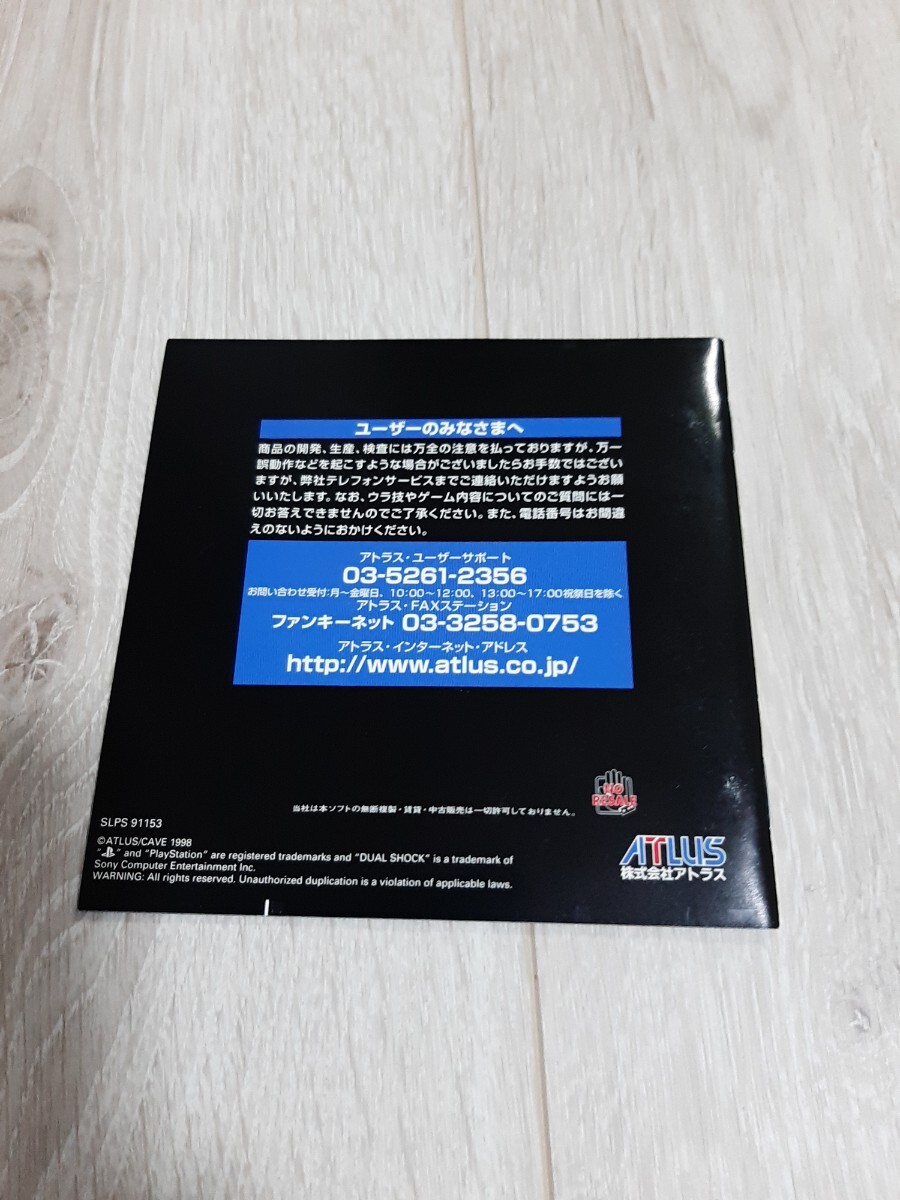 ユーザーのみなさまへ
商品の開発、生産、検査には万全の注意を払っておりますが、万一
誤動作などを起こすような場合がございましたらお手数ではござい
ますが、弊社テレフォンサービスまでご連絡いただけますようお願
いいたします。なお、ウラ技やゲーム内容についてのご質問には一
切お答えできませんのでご了承ください。また、電話番号はお間違
えのないようにおかけください。
アトラス・ユーザーサポート
03-5261-2356
お問い合わせ受付:月〜金曜日、10:00〜12:00、13:00〜17:00祝祭日を除く
アトラス・FAXステーション
ファンキーネット 03-3258-0753
アトラス・インターネット・アドレス
http://www.atlus.co.jp/
NO
RESALE
当社は本ソフトの無断複製・賃貸・中古販売は一切許可しておりません。
SLPS 91153
©ATLUS/CAVE 1998
" " and "PlayStation" are registered trademarks and "DUAL SHOCK" is a trademark of
Sony Computer Entertainment Inc.
WARNING: All rights reserved. Unauthorized duplication is a violation of applicable laws.
ATLUS
株式会社アトラス